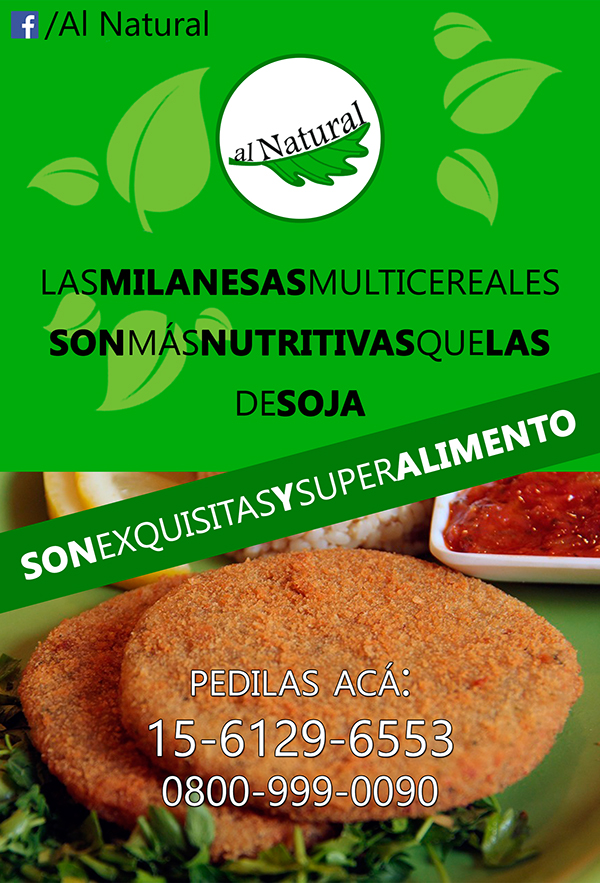 /Al Natural
al Natural
LASMILANESASMULTICEREALES
SONMÁSNUTRITIVASQUELAS
DESOJA
SONEXQUISITASYSUPERALIMENTO
PEDILAS ACÁ:
15-6129-6553
0800-999-0090